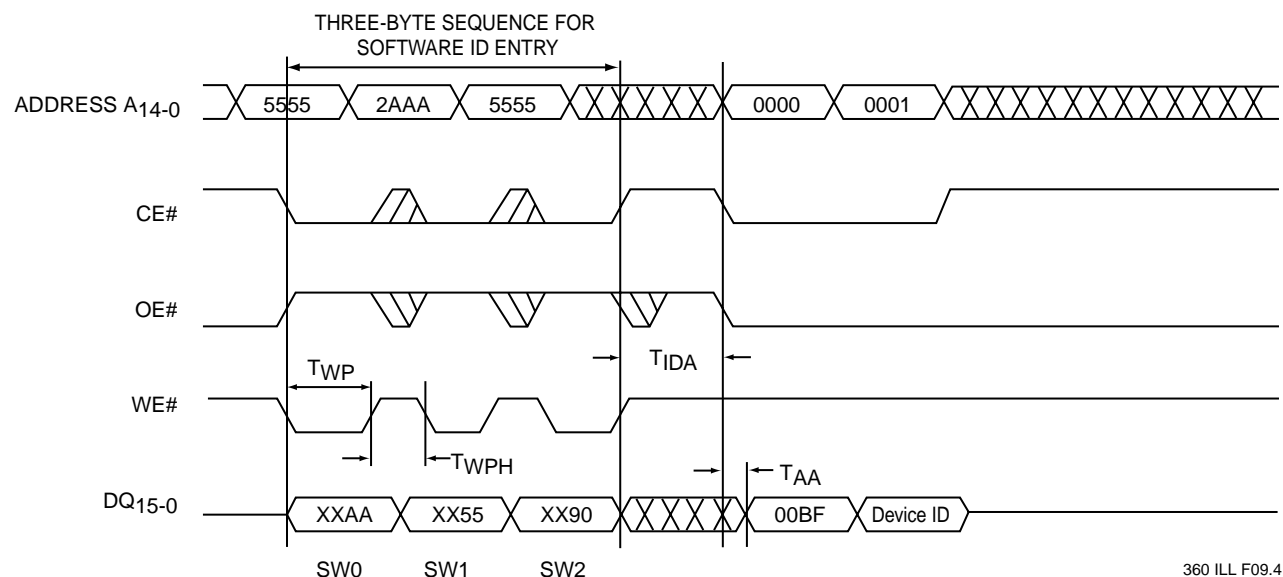 THREE-BYTE SEQUENCE FOR
SOFTWARE ID ENTRY
ADDRESS A14-0
5555
2AAA
5555
0000
0001
CE#
OE#
TIDA
TWP
WE#
TWPH
TAA
DQ15-0
XXAA
XX55
XX90
00BF
Device ID
SW0
SW1
SW2
360 ILL F09.4